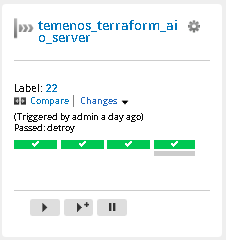 temenos_terraform_ai
o_server
Label: 22
Compare | Changes
(Triggered by admin a day ago)
Passed: detroy